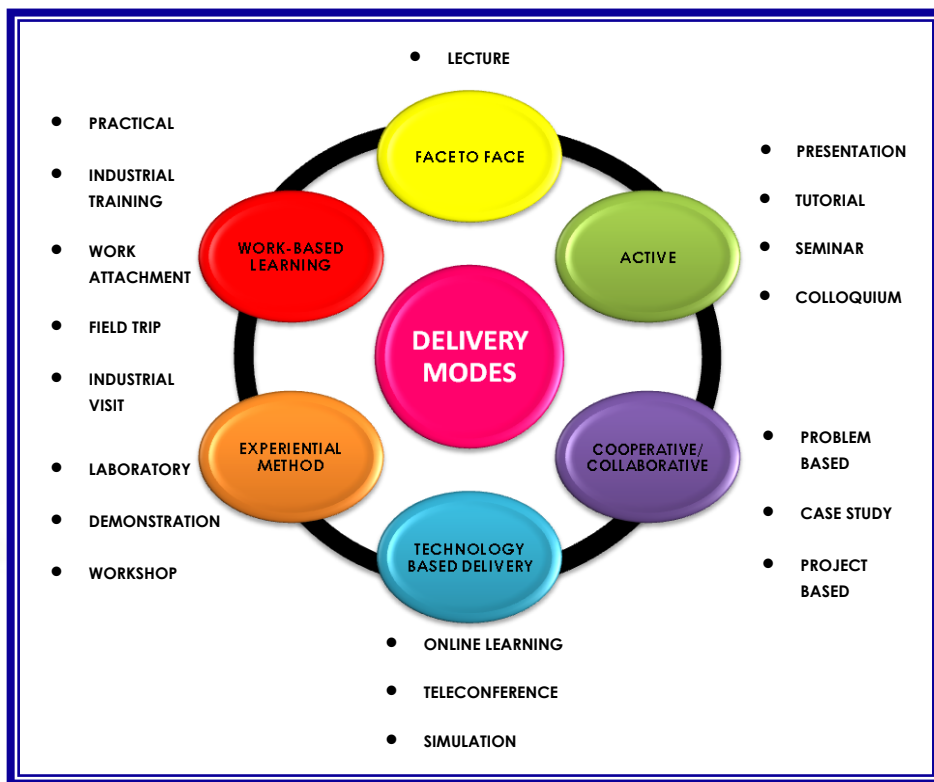 • LECTURE
FACE TO FACE
• PRACTICAL
• INDUSTRIAL
TRAINING
• WORK
ATTACHMENT
• FIELD TRIP
• INDUSTRIAL
VISIT
WORK-BASED
LEARNING
• PRESENTATION
• TUTORIAL
• SEMINAR
• COLLOQUIUM
ACTIVE
DELIVERY
MODES
EXPERIENTIAL
METHOD
• LABORATORY
• DEMONSTRATION
• WORKSHOP
COOPERATIVE/
COLLABORATIVE
• PROBLEM
BASED
• CASE STUDY
• PROJECT
BASED
TECHNOLOGY
BASED DELIVERY
• ONLINE LEARNING
• TELECONFERENCE
• SIMULATION